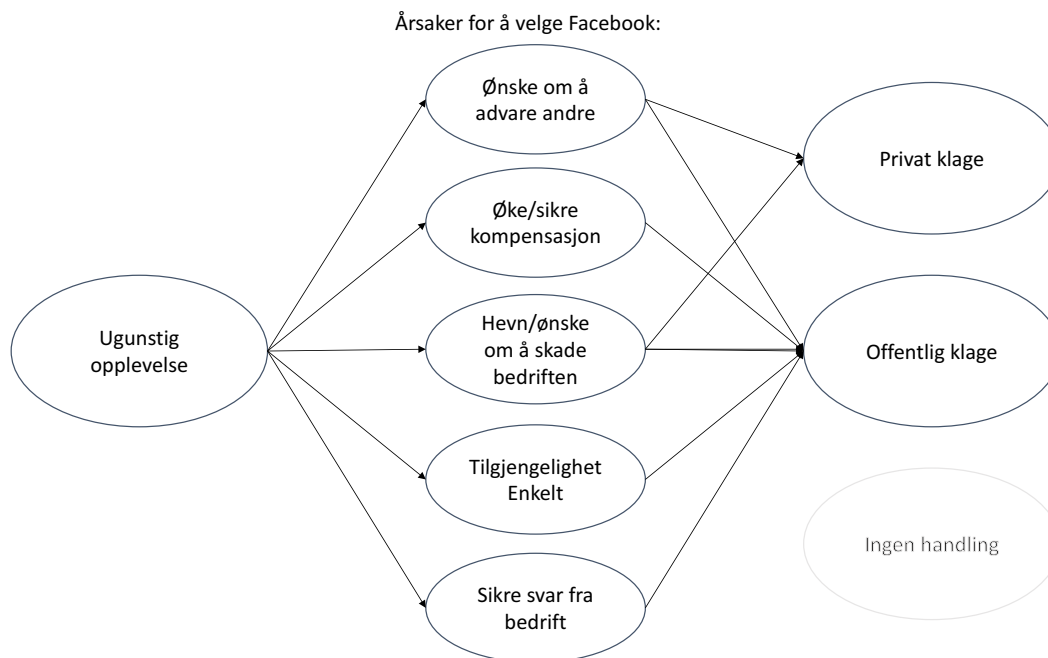 Årsaker for å velge Facebook:
Ønske om å
advare andre
Privat klage
Øke/sikre
kompensasjon
Ugunstig
opplevelse
Hevn/ønske
om å skade
bedriften
Offentlig klage
Tilgjengelighet
Enkelt
Ingen handling
Sikre svar fra
bedrift